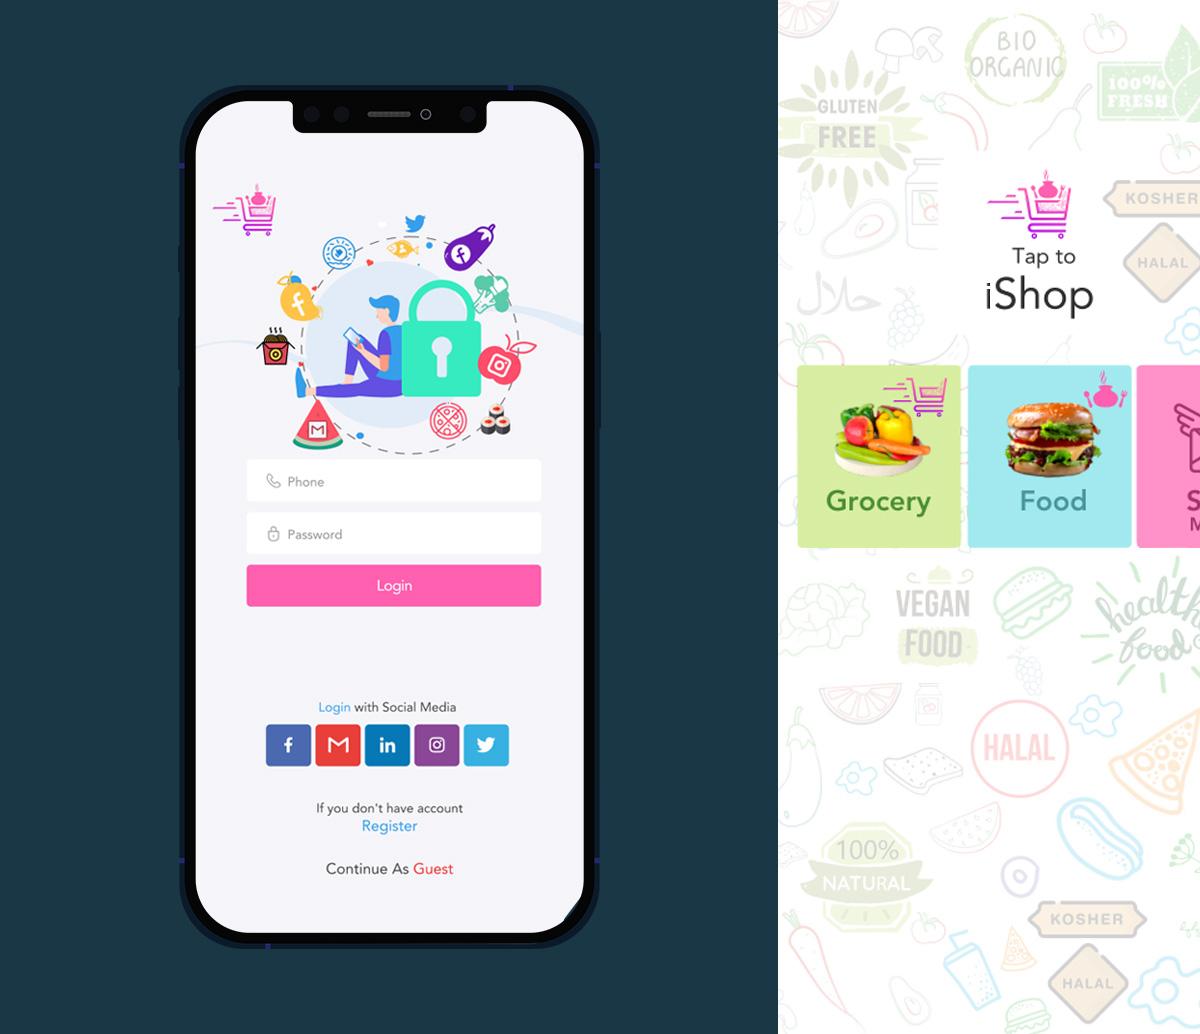 Phone
Password
Login
Login with Social Media
in
If you don't have account
Register
Continue As Guest
BIO
ORGANIC
100%
FRESH
GLUTEN
FREE
KOSHER
HALAL
Tap to
iShop
حلال
Grocery
Food
VEGAN
FOOD
healthy
food
HALAL
100%
NATURAL
KOSHER
HALAL